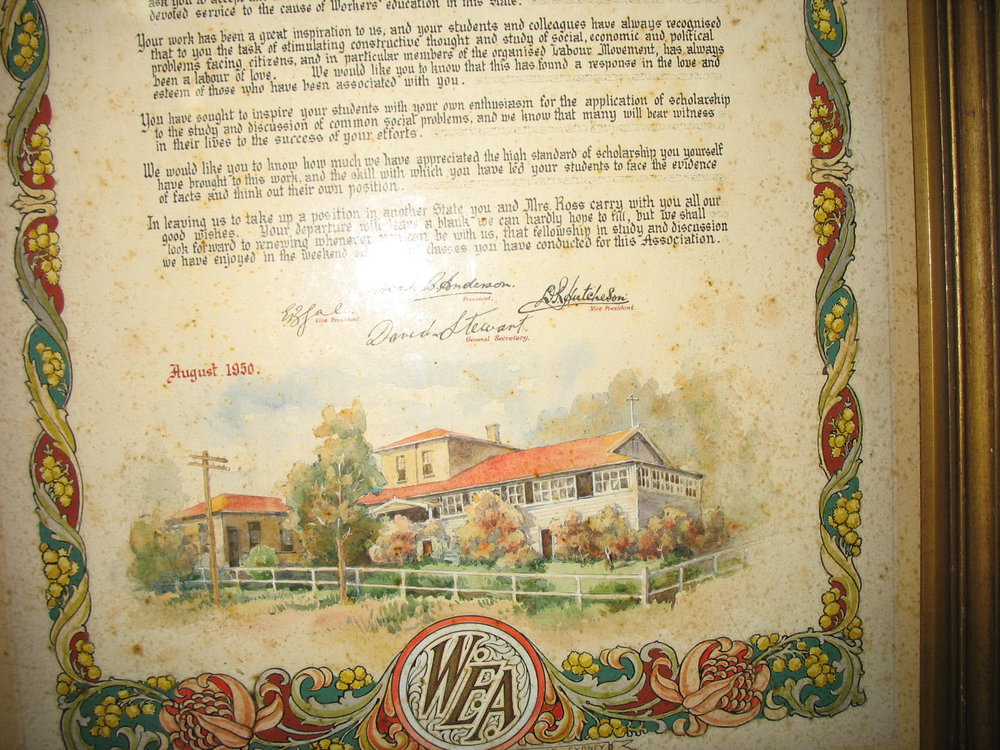 ask you to accept
devoted service to the cause of Workers' education in this State.
Your work has been a great inspiration to us, and your students and colleagues have always recognised
that to you the task of stimulating constructive thought and study of social, economic and political
problems facing citizens, and in particular members of the organised Labour Movement, has always
been a labour of love. We would like you to know that this has found a response in the love and
esteem of those who have been associated with you.
You have sought to inspire your students with your own enthusiasm for the application of scholarship
to the study and discussion of common social problems, and we know that many will bear witness
in their lives to the success of your efforts.
We would like you to know how much we have appreciated the high standard of scholarship you yourself
have brought to this work, and the skill with which you have led your students to face the evidence
of facts and think out their own position.
In leaving us to take up a position in another State you and Mrs. Ross carry with you all our
good wishes. Your departure will leave a blank we can hardly hope to fill, but we shall
look forward to renewing whenever you can be with us, that fellowship in study and discussion
we have enjoyed in the weekend classes you have conducted for this Association.
Anderson.
President.
Vice President.
Hutcheson
Vice President.
David Stewart.
General Secretary.
August 1950.
WEA
SYDNEY